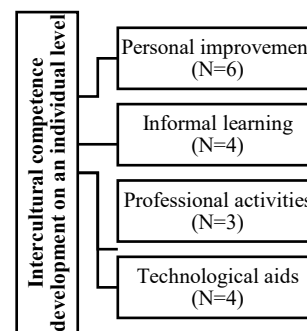 Intercultural competence
development on an individual level
Personal improvemen
(N=6)
Informal learning
(N=4)
Professional activities
(N=3)
Technological aids
(N=4)